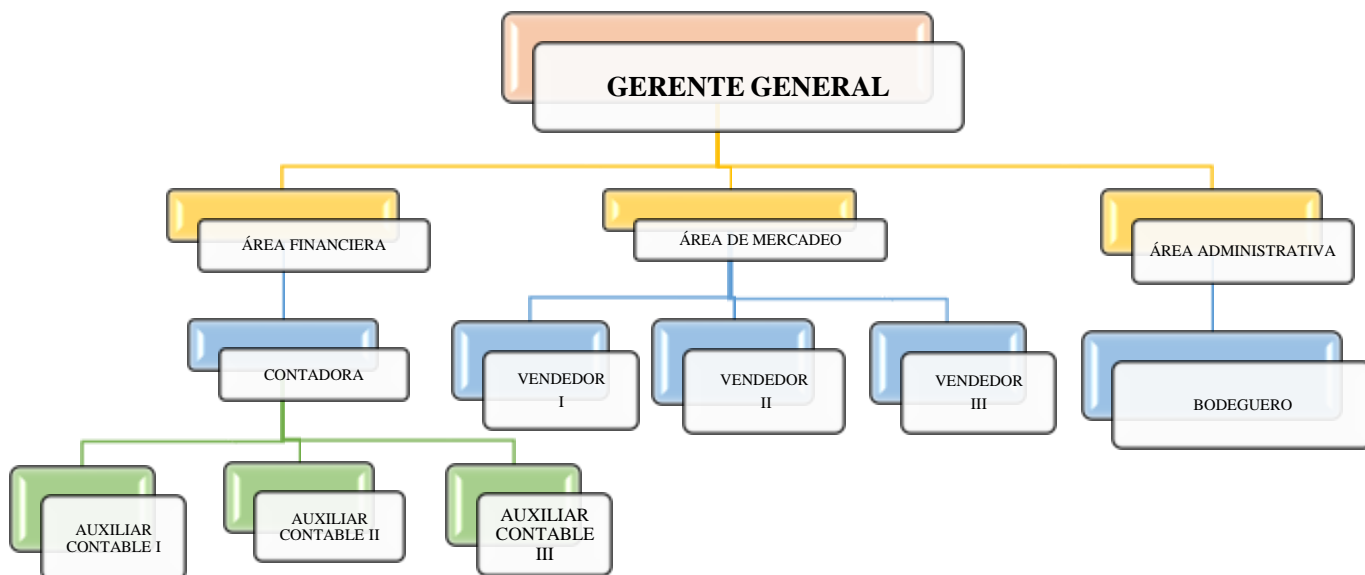 GERENTE GENERAL
ÁREA FINANCIERA
ÁREA DE MERCADEO
ÁREA ADMINISTRATIVA
CONTADORA
VENDEDOR
I
VENDEDOR
II
VENDEDOR
III
BODEGUERO
AUXILIAR
CONTABLE I
AUXILIAR
CONTABLE II
AUXILIAR
CONTABLE
III